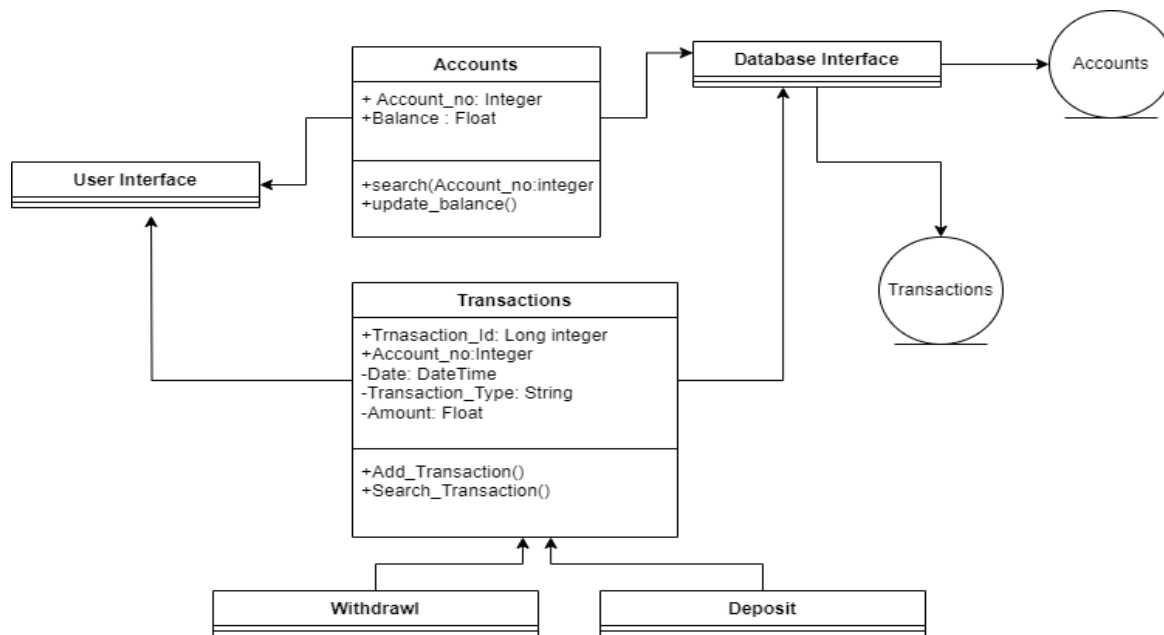 Accounts
+ Account_no: Integer
+Balance : Float
+search(Account_no:integer
+update_balance()
Database Interface
Accounts
User Interface
Transactions
Transactions
+Trnasaction_Id: Long integer
+Account_no:Integer
-Date: DateTime
-Transaction_Type: String
-Amount: Float
+Add_Transaction()
+Search_Transaction()
Withdrawl
Deposit